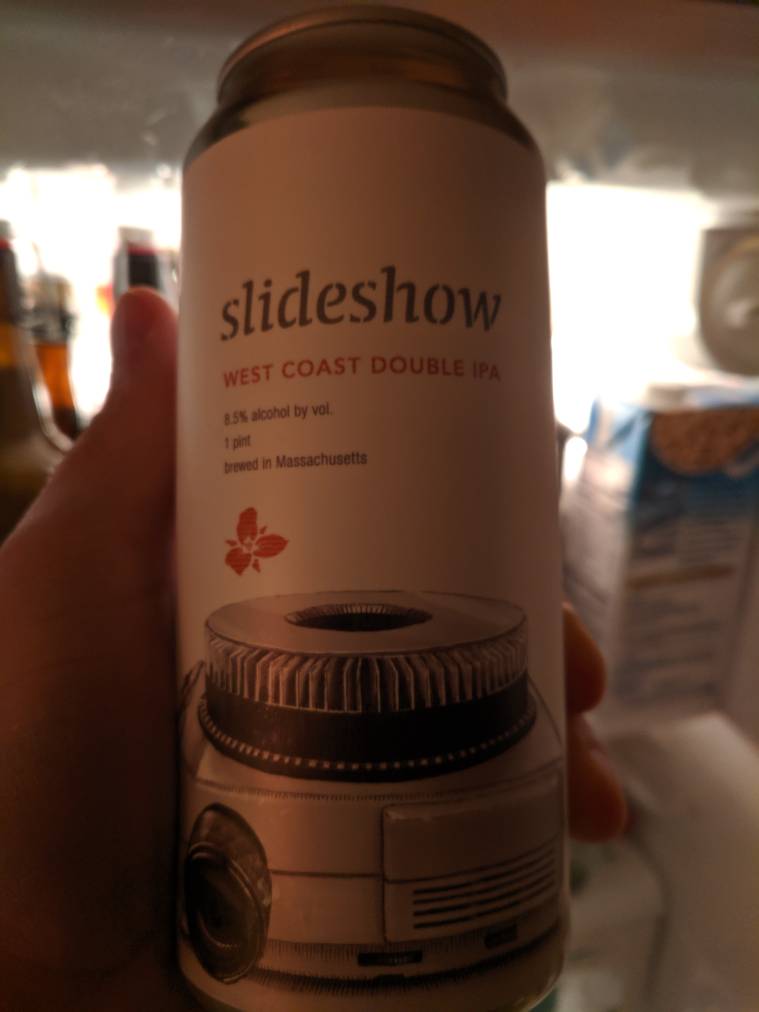 slideshow
WEST COAST DOUBLE IPA
8.5% alcohol by vol.
1 pint
brewed in Massachusetts